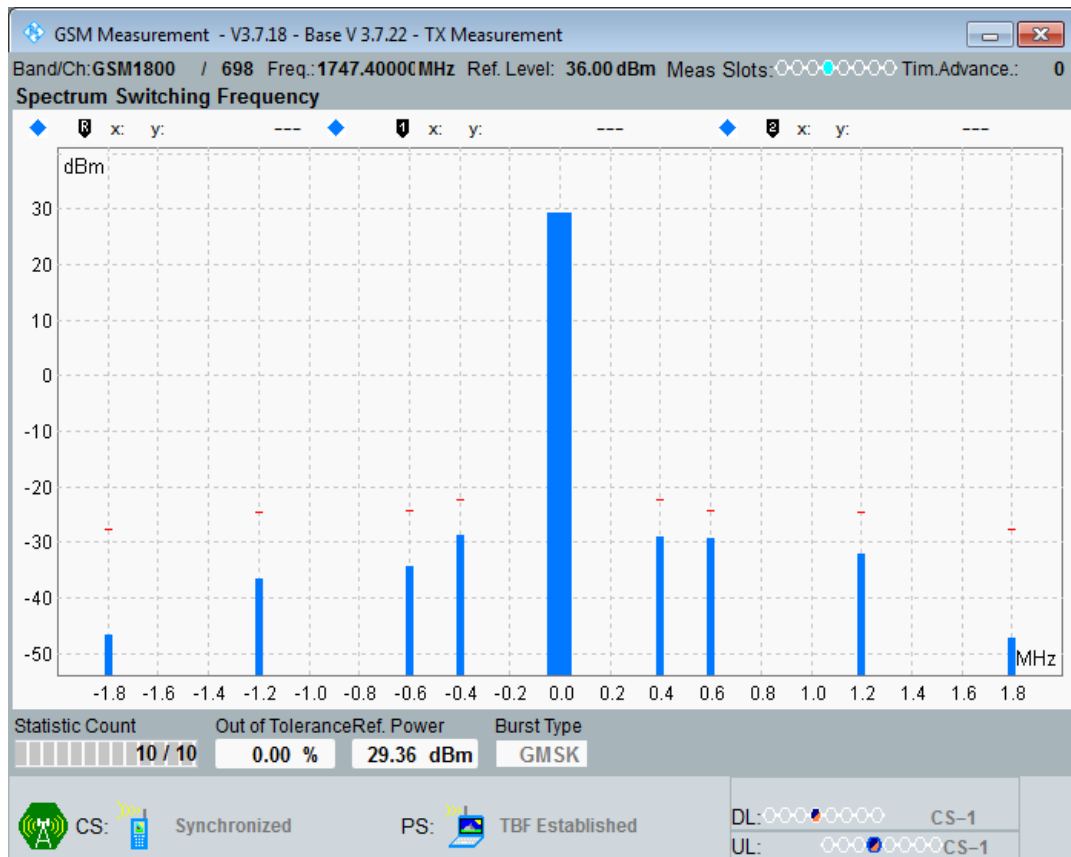 GSM Measurement - V3.7.18 - Base V 3.7.22 - TX Measurement
Band/Ch:GSM1800 / 698 Freq.:1747.40000MHz Ref. Level: 36.00 dBm Meas Slots: Tim.Advance.: 0
Spectrum Switching Frequency
R x: y: --- 1 x: y: --- 2 x: y: ---
dBm
30
20
10
0
-10
-20
-30
-40
-50
MHz
-1.8 -1.6 -1.4 -1.2 -1.0 -0.8 -0.6 -0.4 -0.2 0.0 0.2 0.4 0.6 0.8 1.0 1.2 1.4 1.6 1.8
Statistic Count Out of Tolerance Ref. Power Burst Type
10 / 10 0.00 % 29.36 dBm GMSK
CS: Synchronized PS: TBF Established
DL: CS-1
UL: CS-1